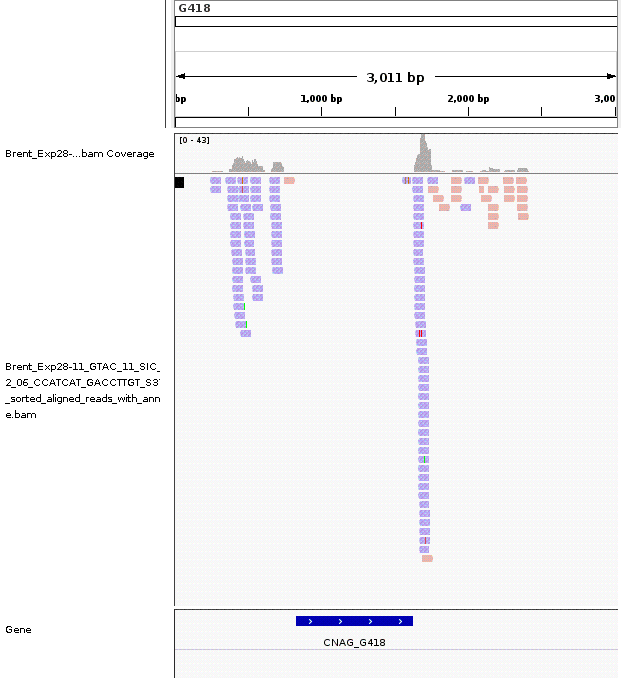 G418
3,011 bp
bp
1,000 bp
2,000 bp
3,00
Brent_Exp28-...bam Coverage
[0 - 43]
Brent_Exp28-11_GTAC_11_SIC_
2_06_CCATCAT_GACCTTGT_S3
_sorted_aligned_reads_with_ann
e.bam
Gene
CNAG_G418